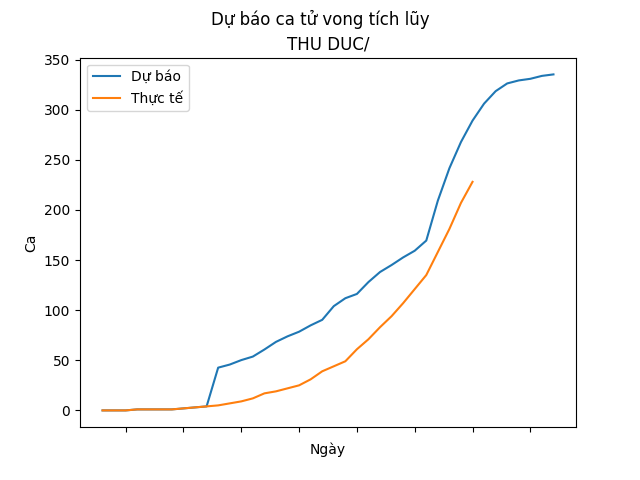 Dự báo ca tử vong tích lũy
THU DUC/
Dự báo
Thực tế
350
300
250
200
150
100
50
0
Ca
Ngày